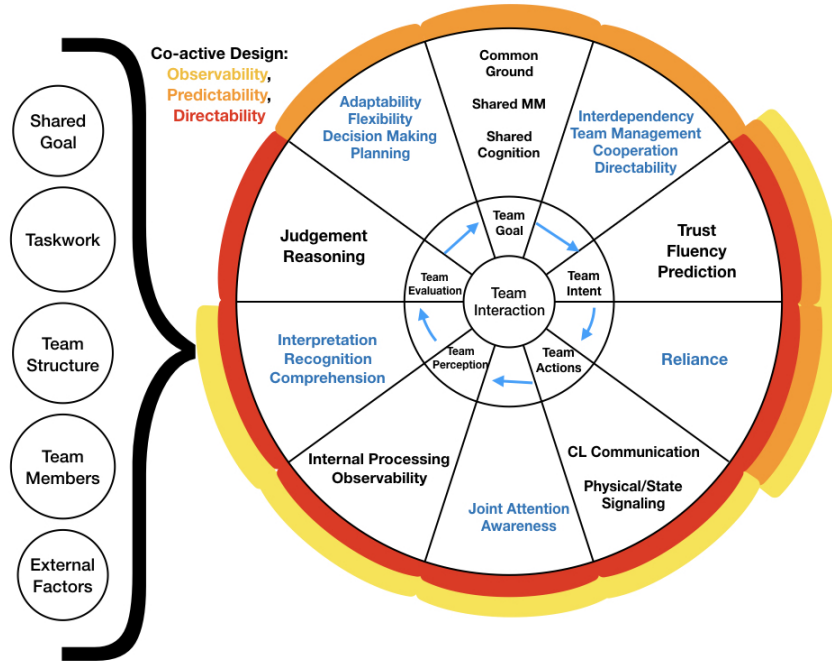 Co-active Design:
Observability,
Predictability,
Directability
Shared
Goal
Taskwork
Team
Structure
Team
Members
External
Factors
Common
Ground
Shared MM
Shared
Cognition
Interdependency
Team Management
Cooperation
Directability
Trust
Fluency
Prediction
Reliance
CL Communication
Physical/State
Signaling
Joint Attention
Awareness
Internal Processing
Observability
Interpretation
Recognition
Comprehension
Judgement
Reasoning
Adaptability
Flexibility
Decision Making
Planning
Team
Goal
Team
Intent
Team
Actions
Team
Perception
Team
Evaluation
Team
Interaction